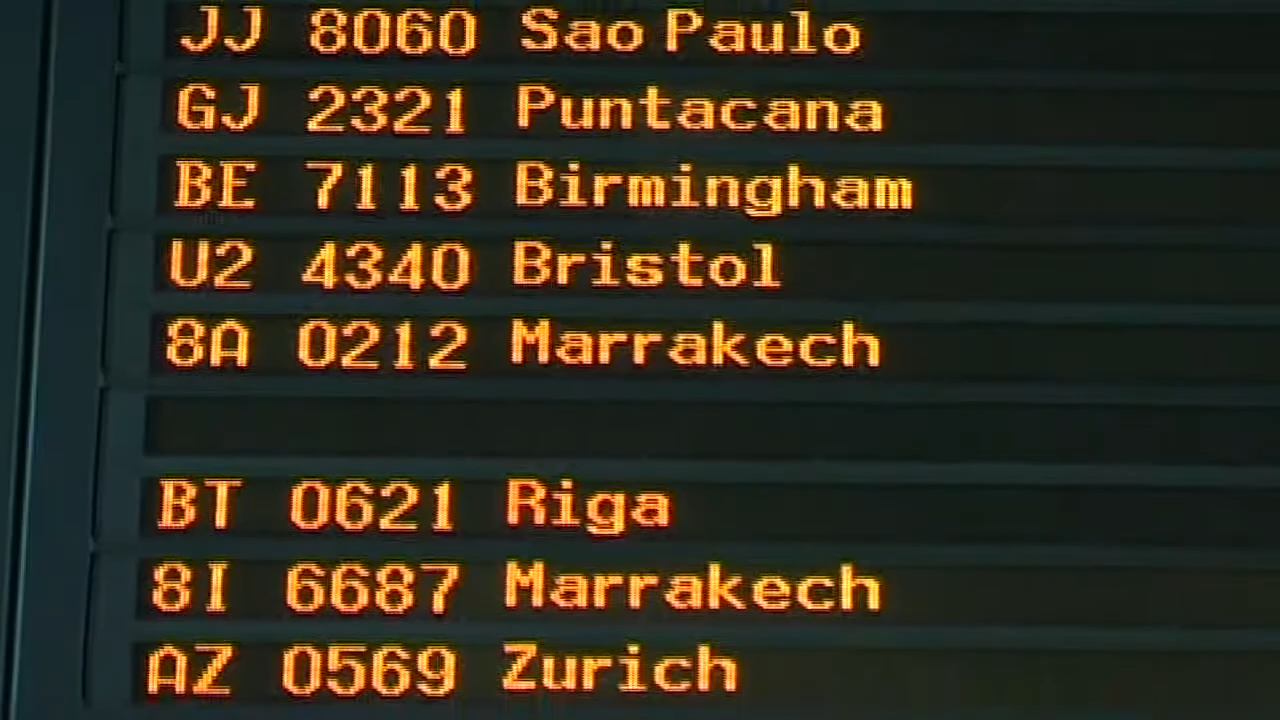 JJ 8060 Sao Paulo
GJ 2321 Puntacana
BE 7113 Birmingham
U2 4340 Bristol
8A 0212 Marrakech
BT 0621 Riga
8I 6687 Marrakech
AZ 0569 Zurich